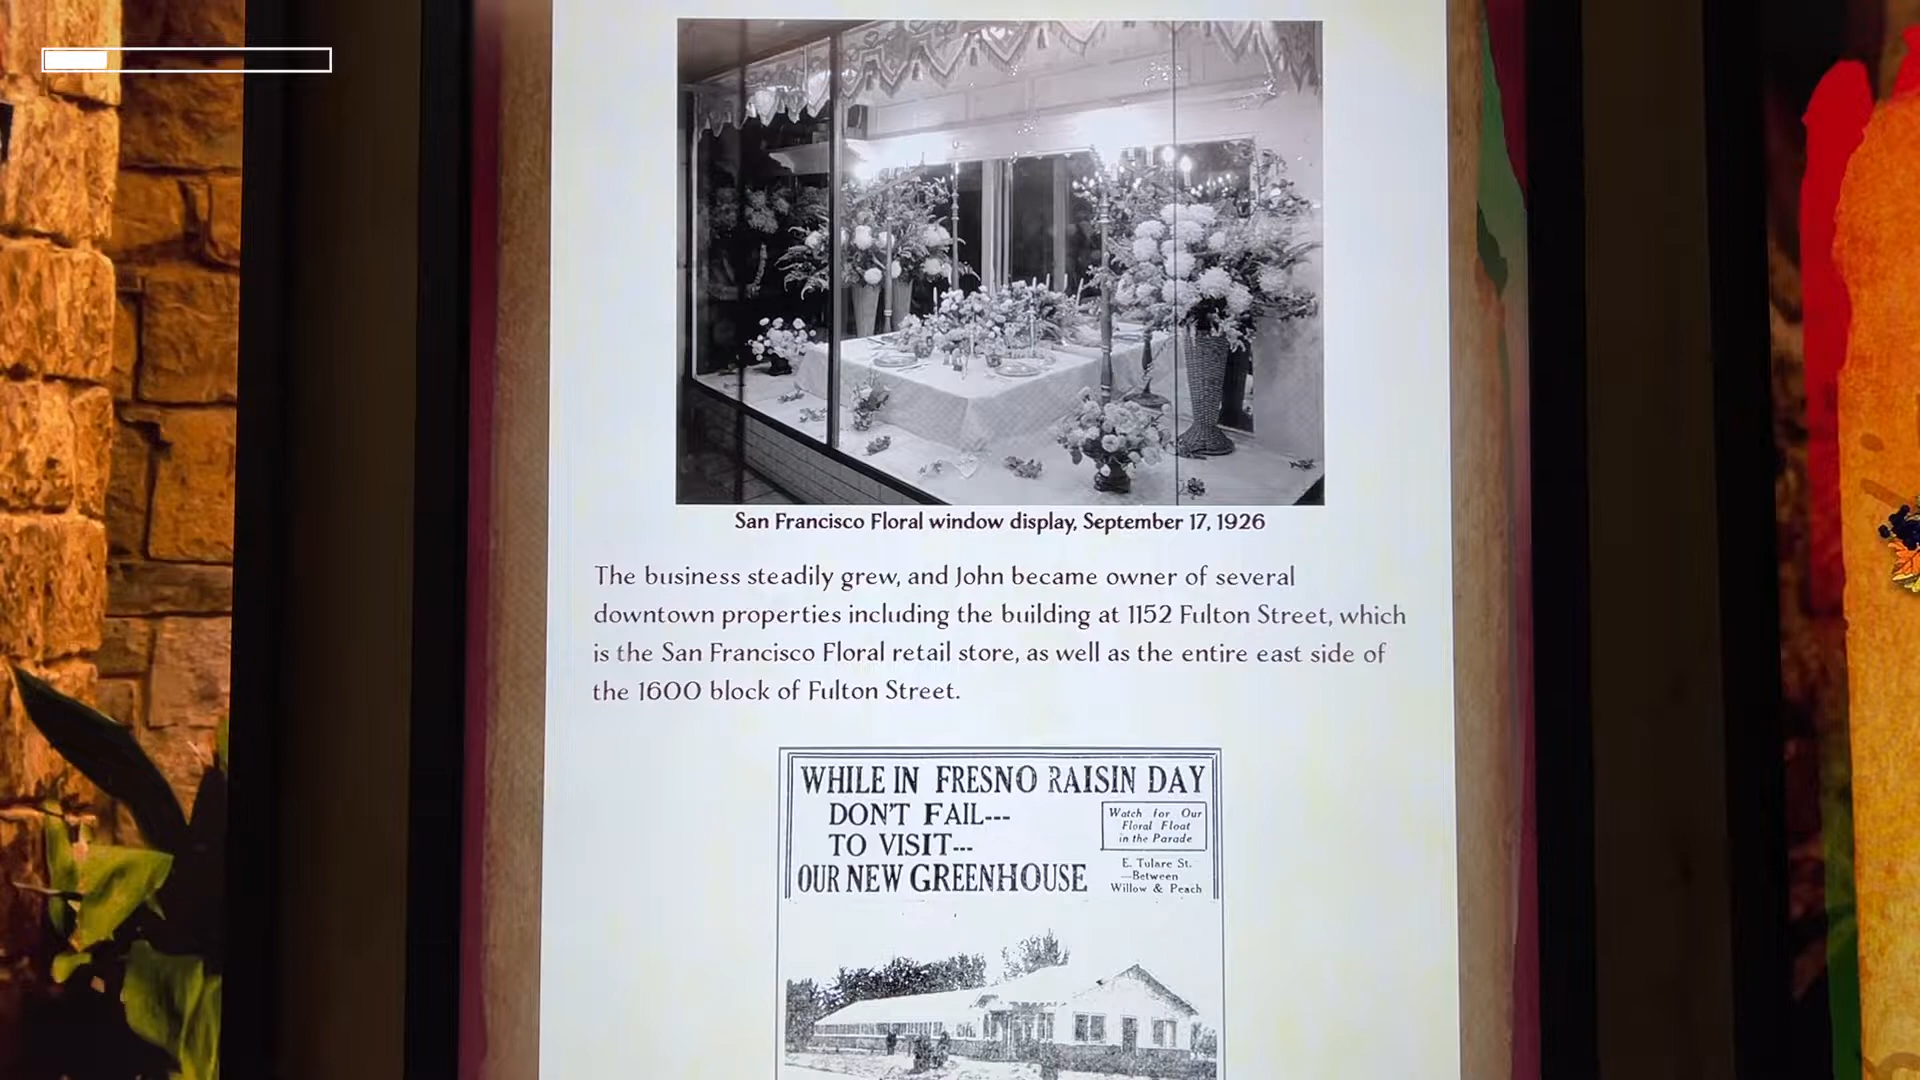 San Francisco Floral window display, September 17, 1926
The business steadily grew, and John became owner of several
downtown properties including the building at 1152 Fulton Street, which
is the San Francisco Floral retail store, as well as the entire east side of
the 1600 block of Fulton Street.
WHILE IN FRESNO RAISIN DAY
DON'T FAIL---
TO VISIT---
OUR NEW GREENHOUSE
Watch for Our
Floral Float
in the Parade
E. Tulare St.
—Between
Willow & Peach